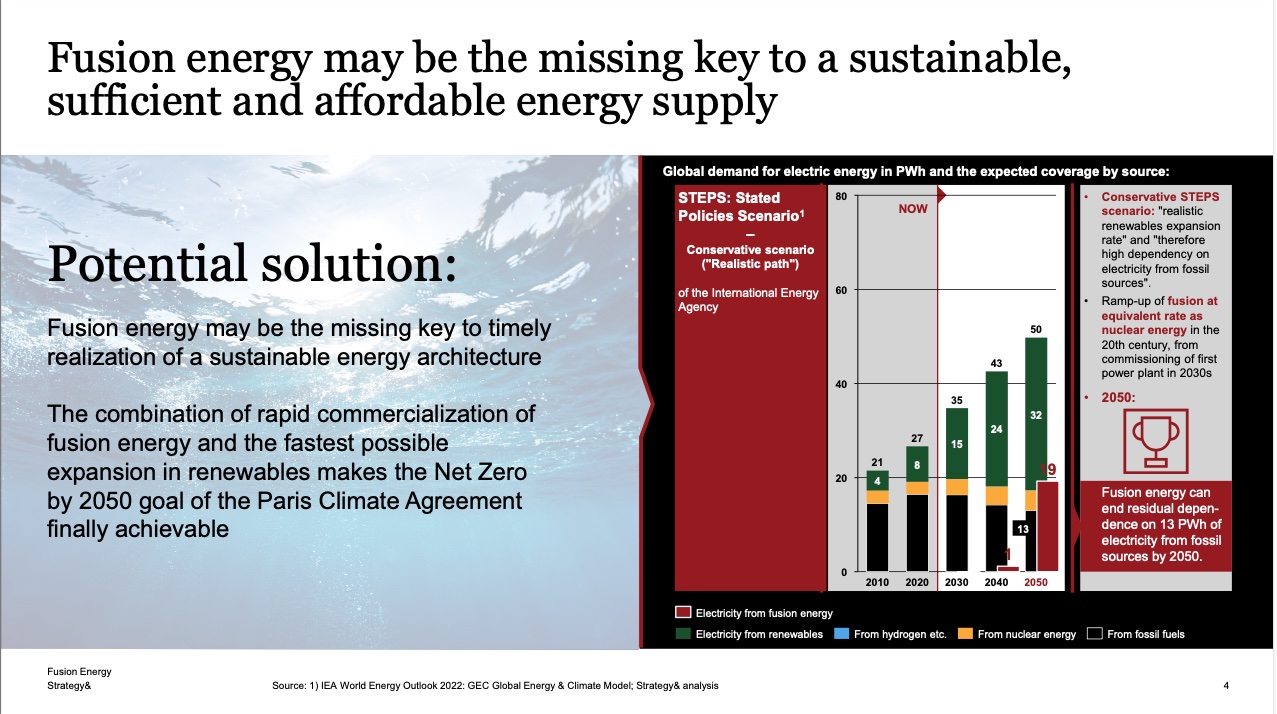 Fusion energy may be the missing key to a sustainable,
sufficient and affordable energy supply
Potential solution:
Fusion energy may be the missing key to timely
realization of a sustainable energy architecture
The combination of rapid commercialization of
fusion energy and the fastest possible
expansion in renewables makes the Net Zero
by 2050 goal of the Paris Climate Agreement
finally achievable
Global demand for electric energy in PWh and the expected coverage by source:
STEPS: Stated
Policies Scenario¹
–
Conservative scenario
("Realistic path")
of the International Energy
Agency
80
60
40
20
0
NOW
21
4
27
8
35
15
43
24
1
50
32
19
13
2010 2020 2030 2040 2050
• Conservative STEPS
scenario: "realistic
renewables expansion
rate" and "therefore
high dependency on
electricity from fossil
sources".
• Ramp-up of fusion at
equivalent rate as
nuclear energy in the
20th century, from
commissioning of first
power plant in 2030s
• 2050:
Fusion energy can
end residual depen-
dence on 13 PWh of
electricity from fossil
sources by 2050.
Electricity from fusion energy
Electricity from renewables From hydrogen etc. From nuclear energy From fossil fuels
Fusion Energy
Strategy&
Source: 1) IEA World Energy Outlook 2022: GEC Global Energy & Climate Model; Strategy& analysis
4